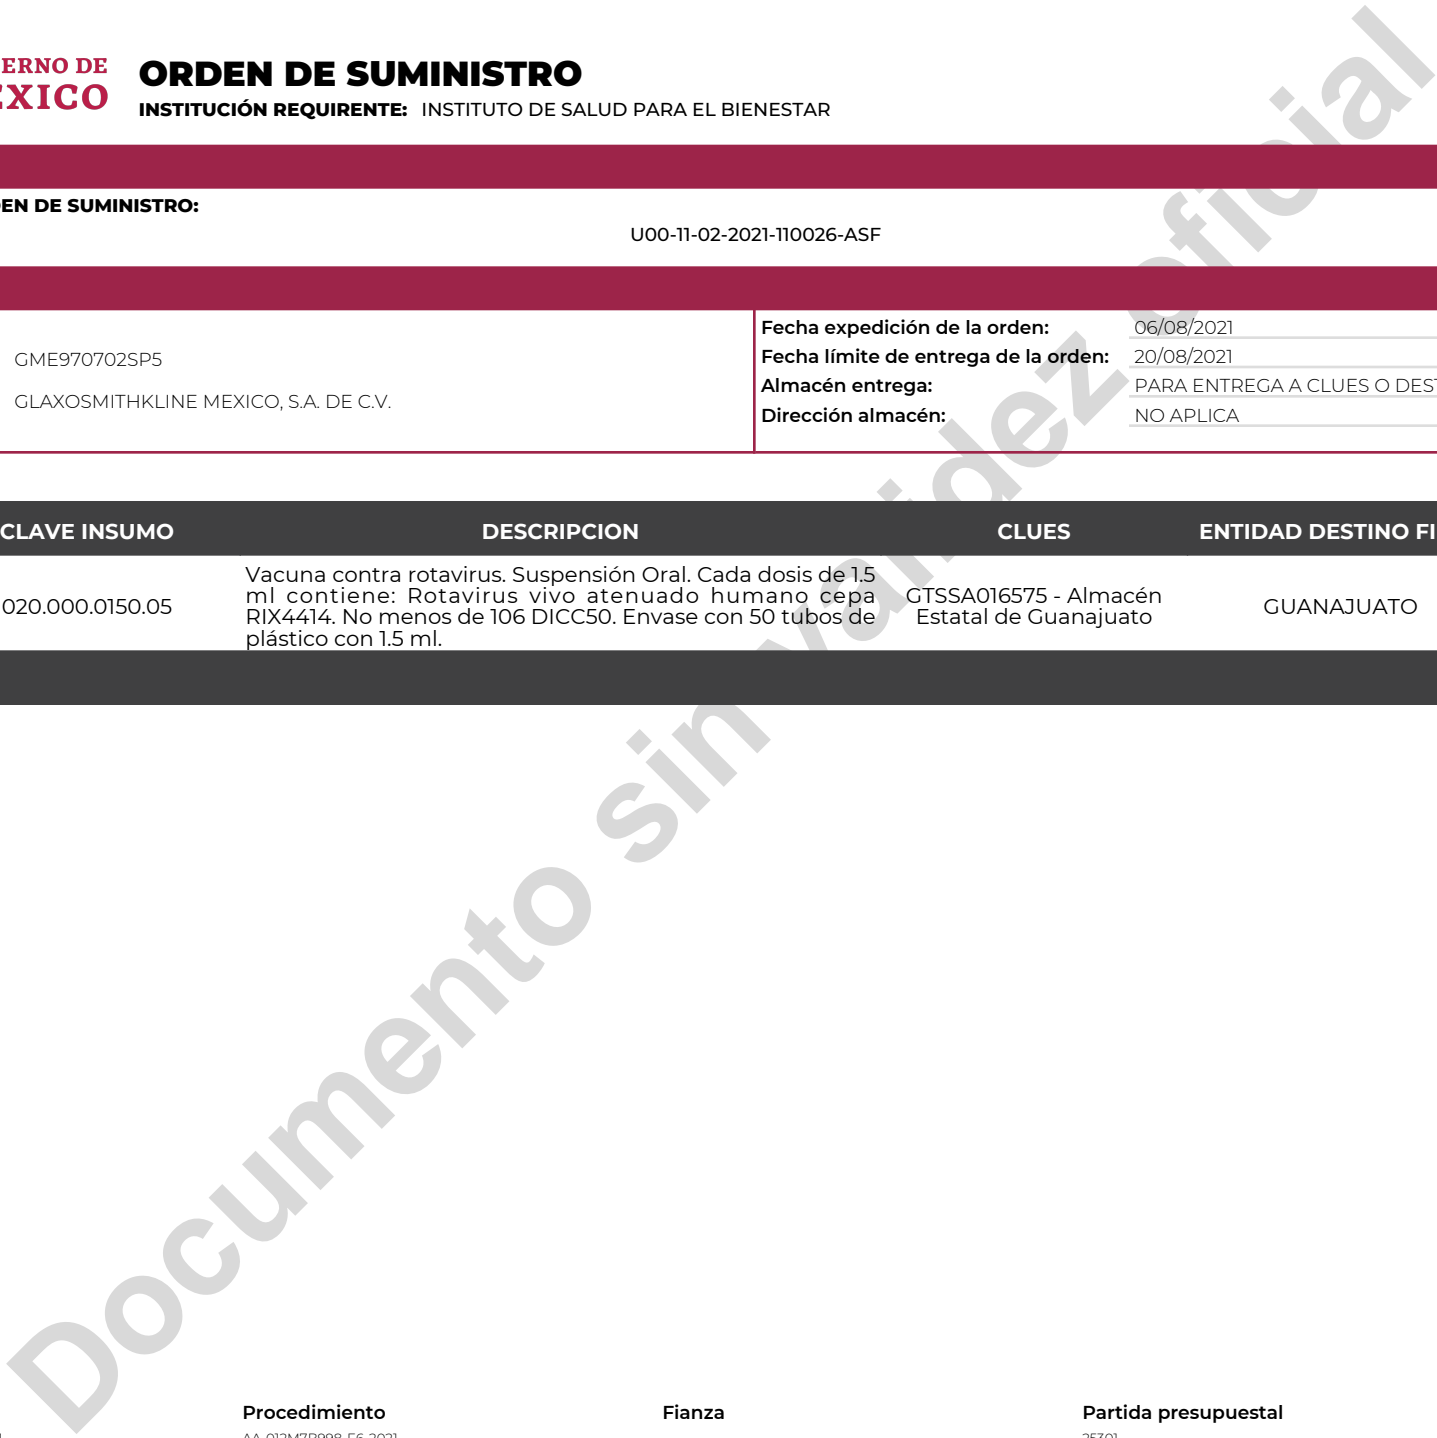 ERNO DE
EXICO
ORDEN DE SUMINISTRO
INSTITUCIÓN REQUIRENTE: INSTITUTO DE SALUD PARA EL BIENESTAR
EN DE SUMINISTRO:
U00-11-02-2021-110026-ASF
GME970702SP5
GLAXOSMITHKLINE MEXICO, S.A. DE C.V.
Fecha expedición de la orden: 06/08/2021
Fecha límite de entrega de la orden: 20/08/2021
Almacén entrega: PARA ENTREGA A CLUES O DEST
Dirección almacén: NO APLICA
CLAVE INSUMO DESCRIPCION CLUES ENTIDAD DESTINO FI
020.000.0150.05
Vacuna contra rotavirus. Suspensión Oral. Cada dosis de 1.5
ml contiene: Rotavirus vivo atenuado humano cepa
RIX4414. No menos de 106 DICC50. Envase con 50 tubos de
plástico con 1.5 ml.
GTSSA016575 - Almacén
Estatal de Guanajuato
GUANAJUATO
Documento sin validez oficial
Procedimiento Fianza Partida presupuestal